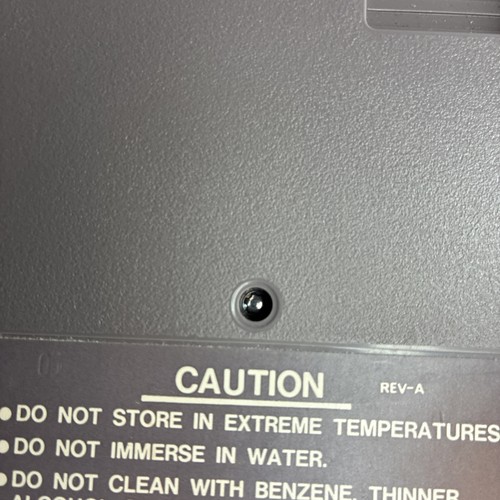 CAUTION REV-A
●DO NOT STORE IN EXTREME TEMPERATURES
●DO NOT IMMERSE IN WATER.
●DO NOT CLEAN WITH BENZENE, THINNER